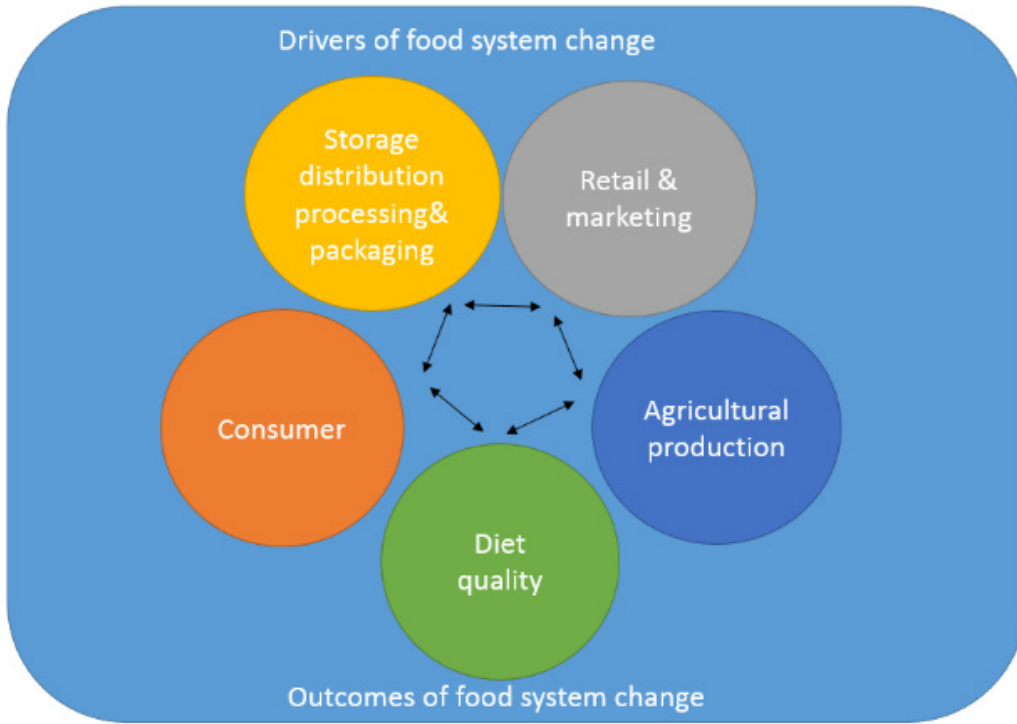 Drivers of food system change
Storage
distribution
processing&
packaging
Retail &
marketing
Consumer
Agricultural
production
Diet
quality
Outcomes of food system change